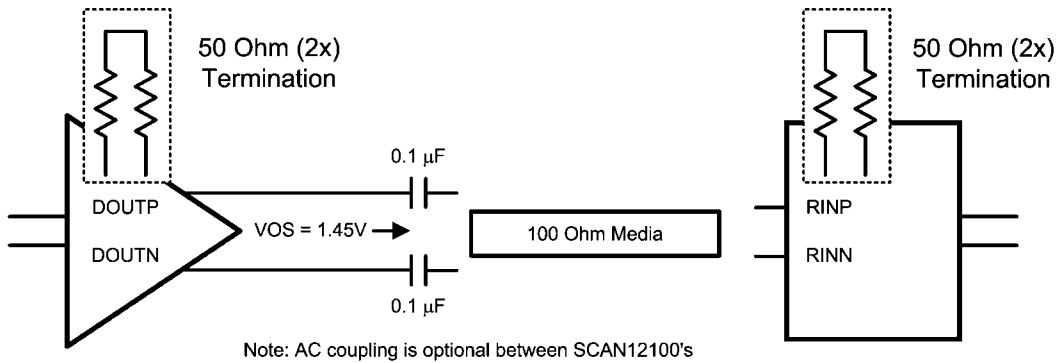 50 Ohm (2x)
Termination
50 Ohm (2x)
Termination
0.1 µF
DOUTP
RINP
VOS = 1.45V
100 Ohm Media
DOUTN
RINN
0.1 µF
Note: AC coupling is optional between SCAN12100's